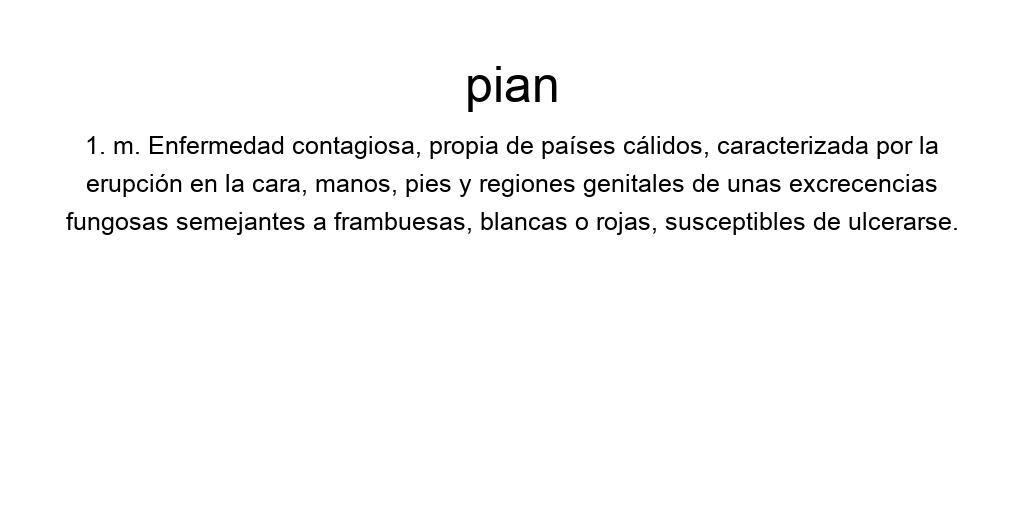 pian
1. m. Enfermedad contagiosa, propia de países cálidos, caracterizada por la
erupción en la cara, manos, pies y regiones genitales de unas excrecencias
fungosas semejantes a frambuesas, blancas o rojas, susceptibles de ulcerarse.